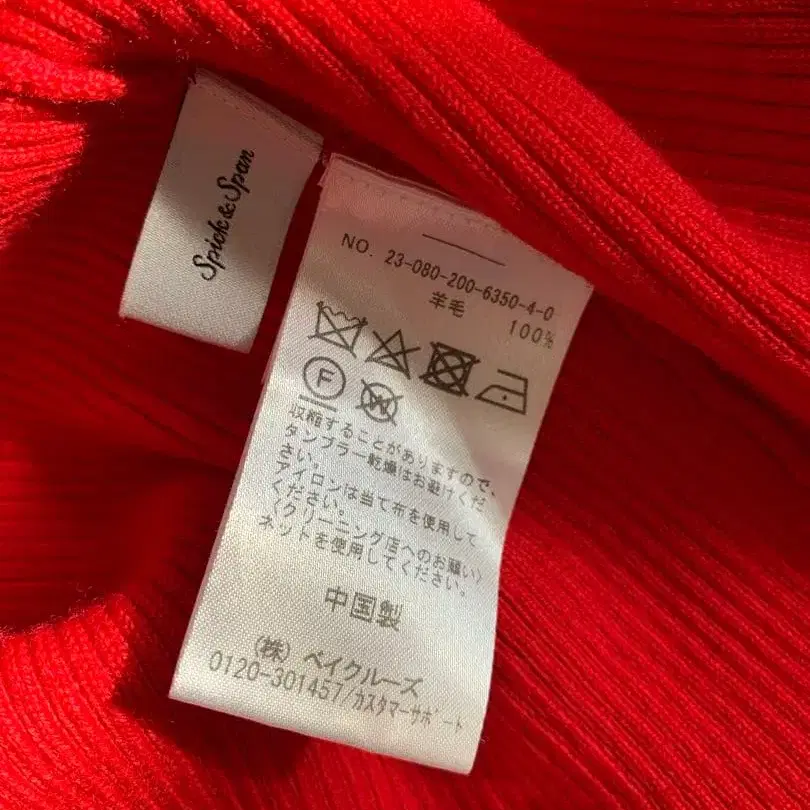 Spick&Span
NO. 23-080-200-6350-4-0
羊毛 100%
F
W
収縮することがありますので、
タンブラー乾燥はお避けくだ
さい。
アイロンは当て布を使用して
ください。
〈クリーニング店へのお願い〉
ネットを使用してください。
中国製
(株) ベイクルーズ
0120-301457/カスタマーサポート